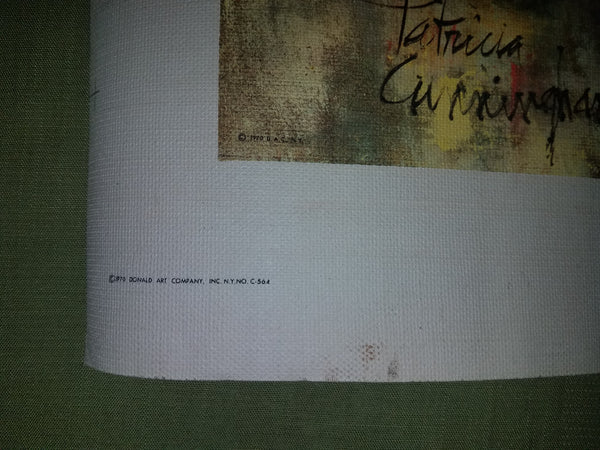 Patricia
Cunningham
© 1970 D A C. N.Y.
©1970 DONALD ART COMPANY, INC. N.Y. NO. C-564